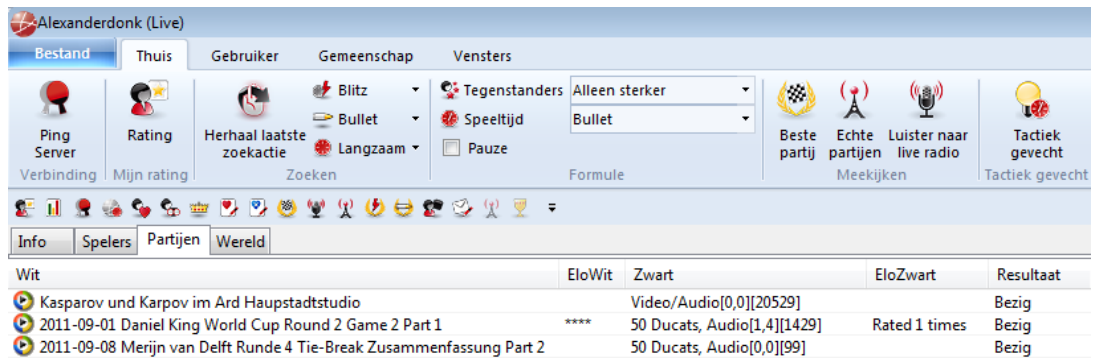 Alexanderdonk (Live)
Bestand Thuis Gebruiker Gemeenschap Vensters
Ping Server
Rating
Herhaal laatste zoekactie
Blitz
Bullet
Langzaam
Tegenstanders Alleen sterker
Speeltijd Bullet
Pauze
Beste partij
Echte partijen
Luister naar live radio
Tactiek gevecht
Verbinding Mijn rating Zoeken Formule Meekijken Tactiek gevecht
Info Spelers Partijen Wereld
Wit EloWit Zwart EloZwart Resultaat
Kasparov und Karpov im Ard Haupstadtstudio Video/Audio[0,0][20529] Bezig
2011-09-01 Daniel King World Cup Round 2 Game 2 Part 1 **** 50 Ducats, Audio[1,4][1429] Rated 1 times Bezig
2011-09-08 Merijn van Delft Runde 4 Tie-Break Zusammenfassung Part 2 50 Ducats, Audio[0,0][99] Bezig